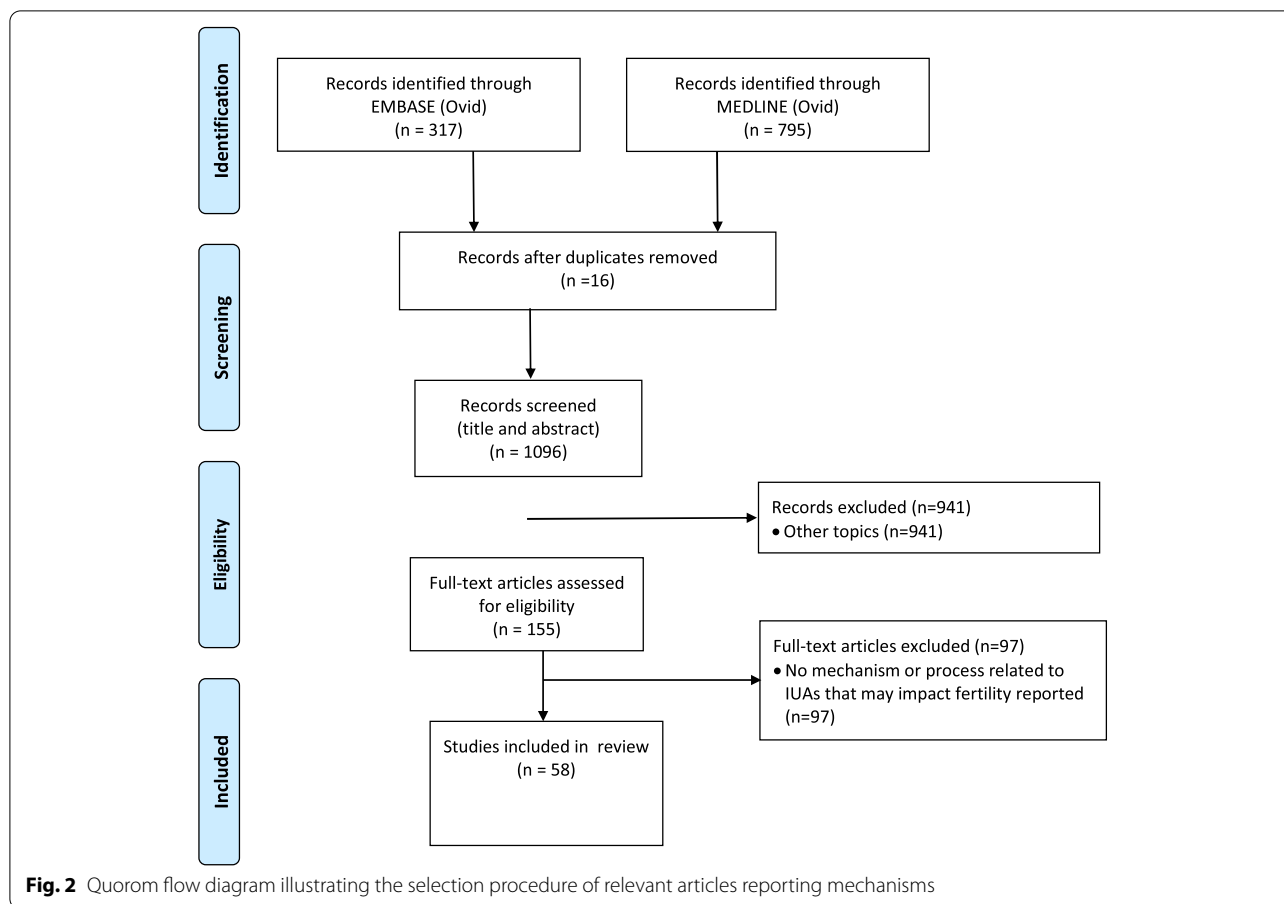 Identification
Records identified through
EMBASE (Ovid)
(n = 317)
Records identified through
MEDLINE (Ovid)
(n = 795)
Records after duplicates removed
(n =16)
Screening
Records screened
(title and abstract)
(n = 1096)
Eligibility
Records excluded (n=941)
• Other topics (n=941)
Full-text articles assessed
for eligibility
(n = 155)
Full-text articles excluded (n=97)
• No mechanism or process related to
IUAs that may impact fertility reported
(n=97)
Included
Studies included in review
(n = 58)
Fig. 2 Quorom flow diagram illustrating the selection procedure of relevant articles reporting mechanisms